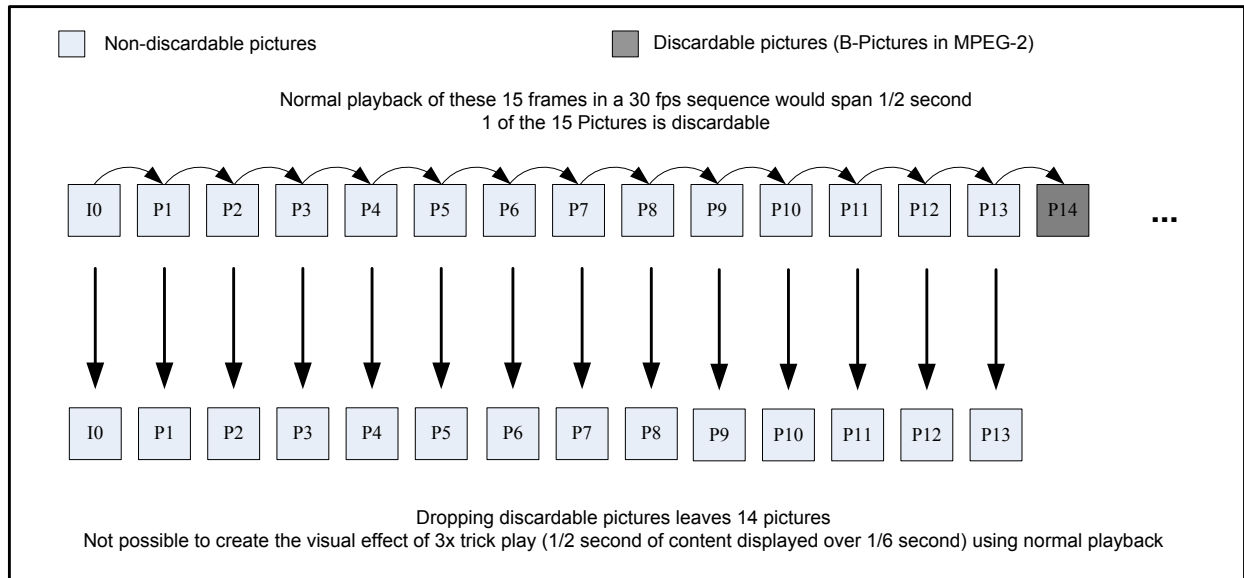 Non-discardable pictures
Discardable pictures (B-Pictures in MPEG-2)
Normal playback of these 15 frames in a 30 fps sequence would span 1/2 second
1 of the 15 Pictures is discardable
I0 P1 P2 P3 P4 P5 P6 P7 P8 P9 P10 P11 P12 P13 P14 ...
I0 P1 P2 P3 P4 P5 P6 P7 P8 P9 P10 P11 P12 P13
Dropping discardable pictures leaves 14 pictures
Not possible to create the visual effect of 3x trick play (1/2 second of content displayed over 1/6 second) using normal playback